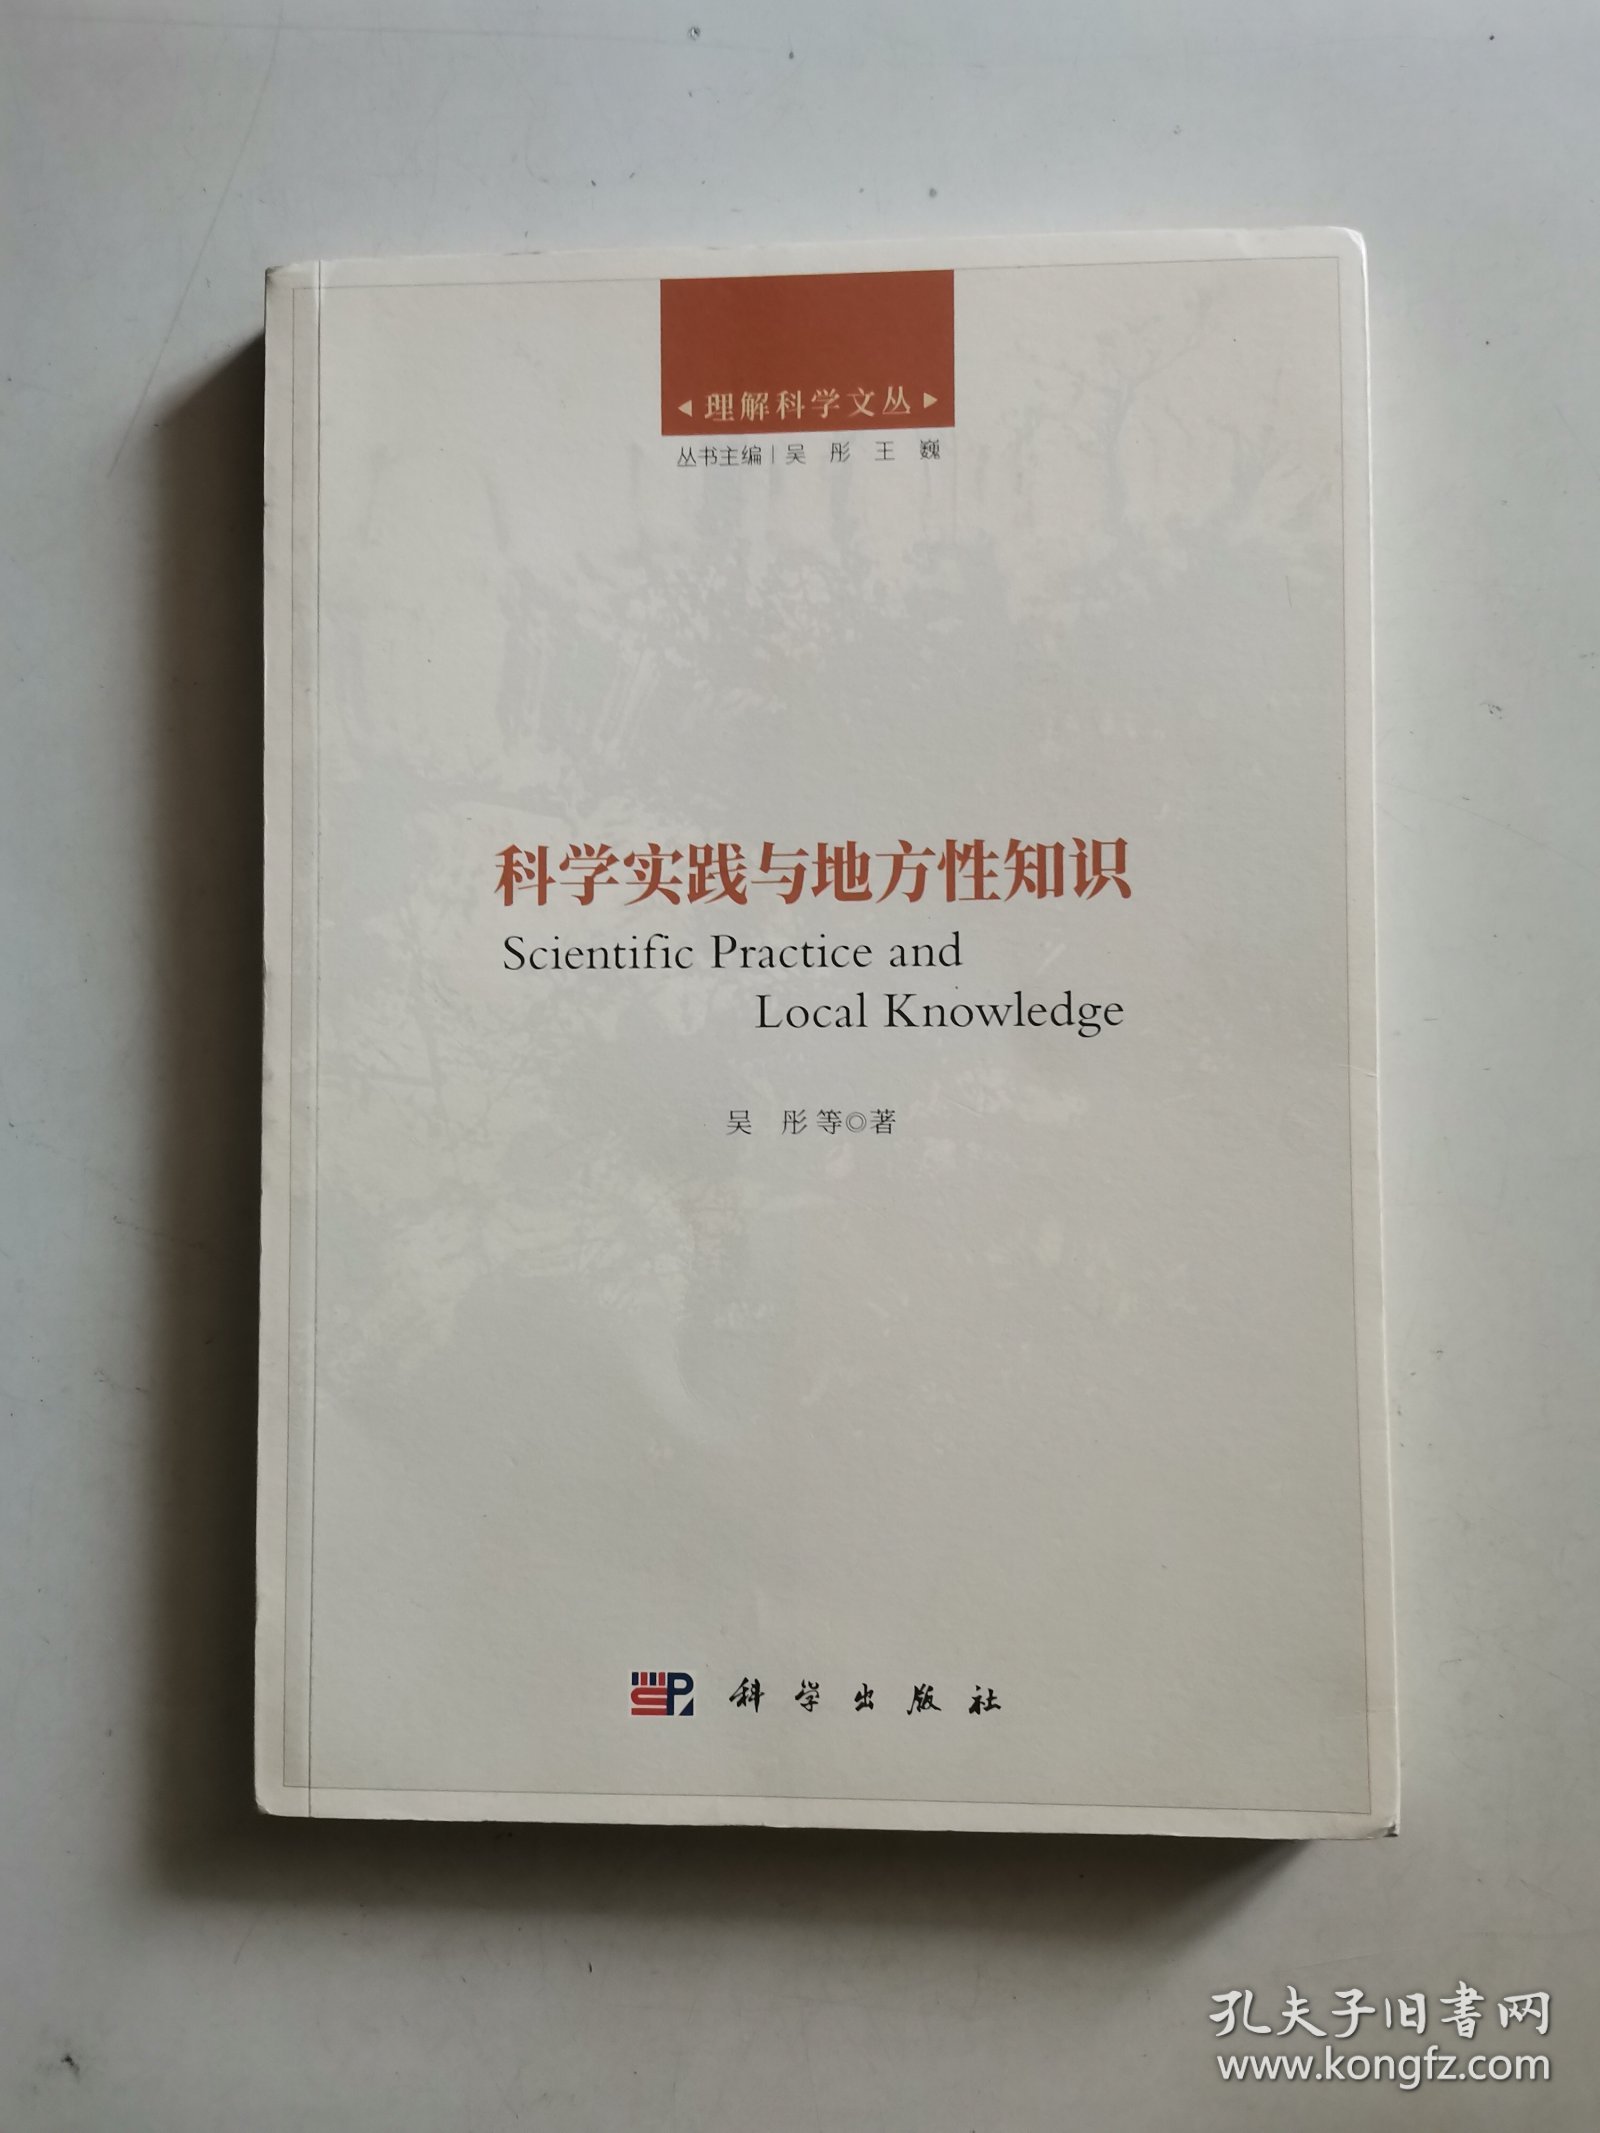 理解科学文丛
丛书主编|吴 彤 王 巍
科学实践与地方性知识
Scientific Practice and
Local Knowledge
吴 彤 等◎著
SP 科学出版社
孔夫子旧书网
www.kongfz.com